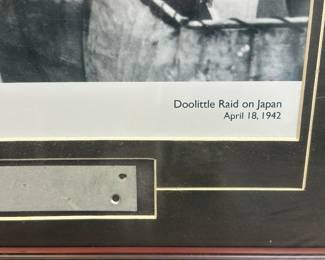 Doolittle Raid on Japan
April 18, 1942